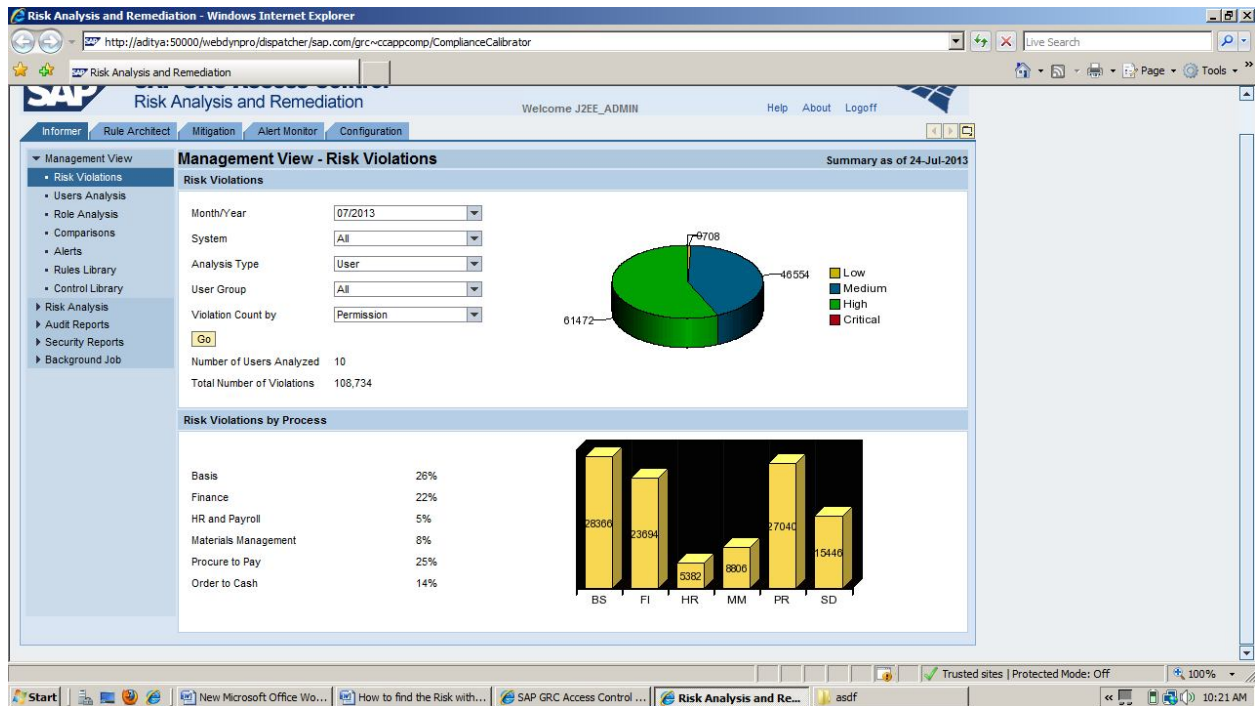 Risk Analysis and Remediation - Windows Internet Explorer
http://aditya:50000/webdynpro/dispatcher/sap.com/grc~ccappcomp/ComplianceCalibrator
Live Search
Risk Analysis and Remediation
Page
Tools
SAP
Risk Analysis and Remediation
Welcome J2EE_ADMIN
Help About Logoff
Informer Rule Architect Mitigation Alert Monitor Configuration
Management View
Risk Violations
Users Analysis
Role Analysis
Comparisons
Alerts
Rules Library
Control Library
Risk Analysis
Audit Reports
Security Reports
Background Job
Management View - Risk Violations
Summary as of 24-Jul-2013
Risk Violations
Month/Year 07/2013
System All
Analysis Type User
User Group All
Violation Count by Permission
Go
Number of Users Analyzed 10
Total Number of Violations 108,734
708
46554
61472
Low
Medium
High
Critical
Risk Violations by Process
Basis 26%
Finance 22%
HR and Payroll 5%
Materials Management 8%
Procure to Pay 25%
Order to Cash 14%
28366
23694
5382
8806
27040
15446
BS FI HR MM PR SD
Trusted sites | Protected Mode: Off
100%
Start
New Microsoft Office Wo...
How to find the Risk with...
SAP GRC Access Control ...
Risk Analysis and Re...
asdf
10:21 AM